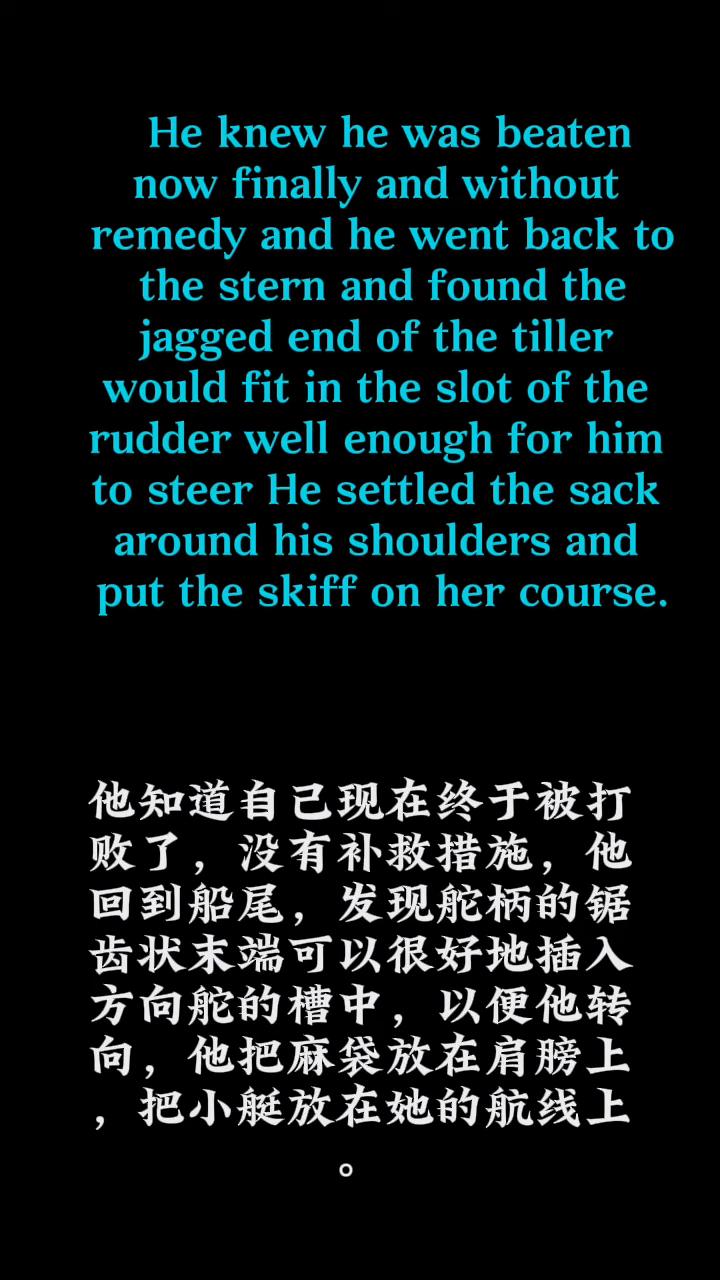 He knew he was beaten
now finally and without
remedy and he went back to
the stern and found the
jagged end of the tiller
would fit in the slot of the
rudder well enough for him
to steer He settled the sack
around his shoulders and
put the skiff on her course.
他知道自己现在终于被打
败了，没有补救措施，他
回到船尾，发现舵柄的锯
齿状末端可以很好地插入
方向舵的槽中，以便他转
向，他把麻袋放在肩膀上
，把小艇放在她的航线上
。